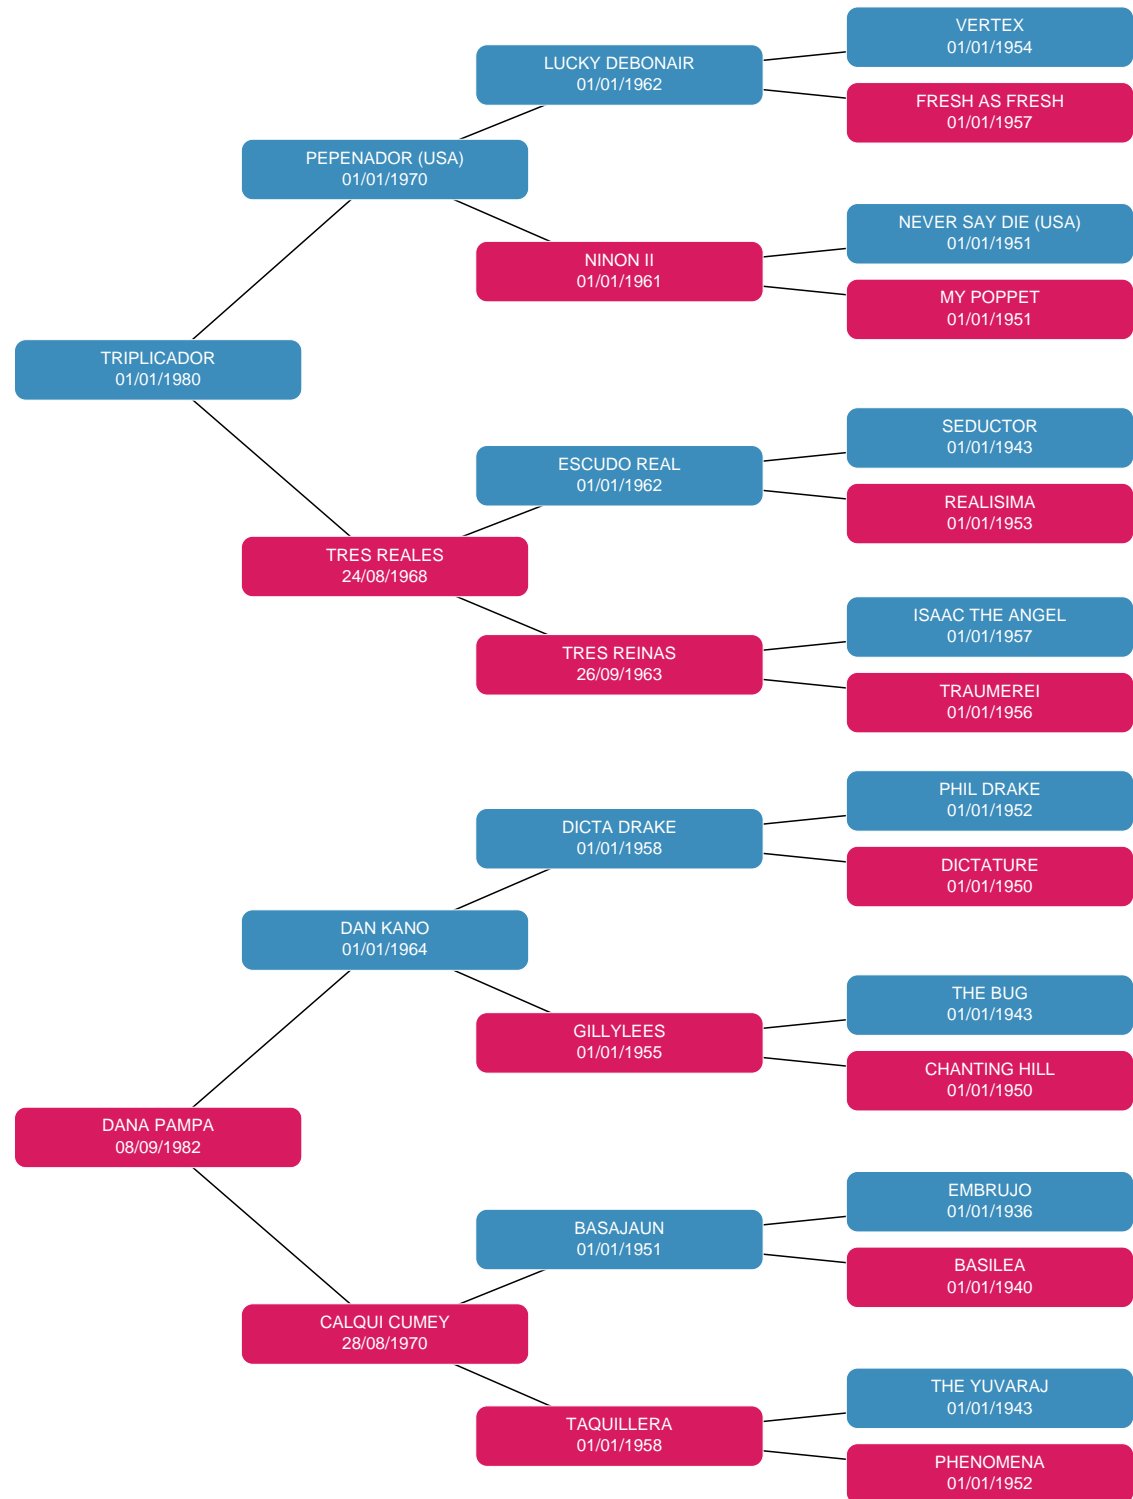 VERTEX
01/01/1954
LUCKY DEBONAIR
01/01/1962
FRESH AS FRESH
01/01/1957
PEPENADOR (USA)
01/01/1970
NEVER SAY DIE (USA)
01/01/1951
NINON II
01/01/1961
MY POPPET
01/01/1951
TRIPLICADOR
01/01/1980
SEDUCTOR
01/01/1943
ESCUDO REAL
01/01/1962
REALISIMA
01/01/1953
TRES REALES
24/08/1968
ISAAC THE ANGEL
01/01/1957
TRES REINAS
26/09/1963
TRAUMEREI
01/01/1956
PHIL DRAKE
01/01/1952
DICTA DRAKE
01/01/1958
DICTATURE
01/01/1950
DAN KANO
01/01/1964
THE BUG
01/01/1943
GILLYLEES
01/01/1955
CHANTING HILL
01/01/1950
DANA PAMPA
08/09/1982
EMBRUJO
01/01/1936
BASAJAUN
01/01/1951
BASILEA
01/01/1940
CALQUI CUMEY
28/08/1970
THE YUVARAJ
01/01/1943
TAQUILLERA
01/01/1958
PHENOMENA
01/01/1952